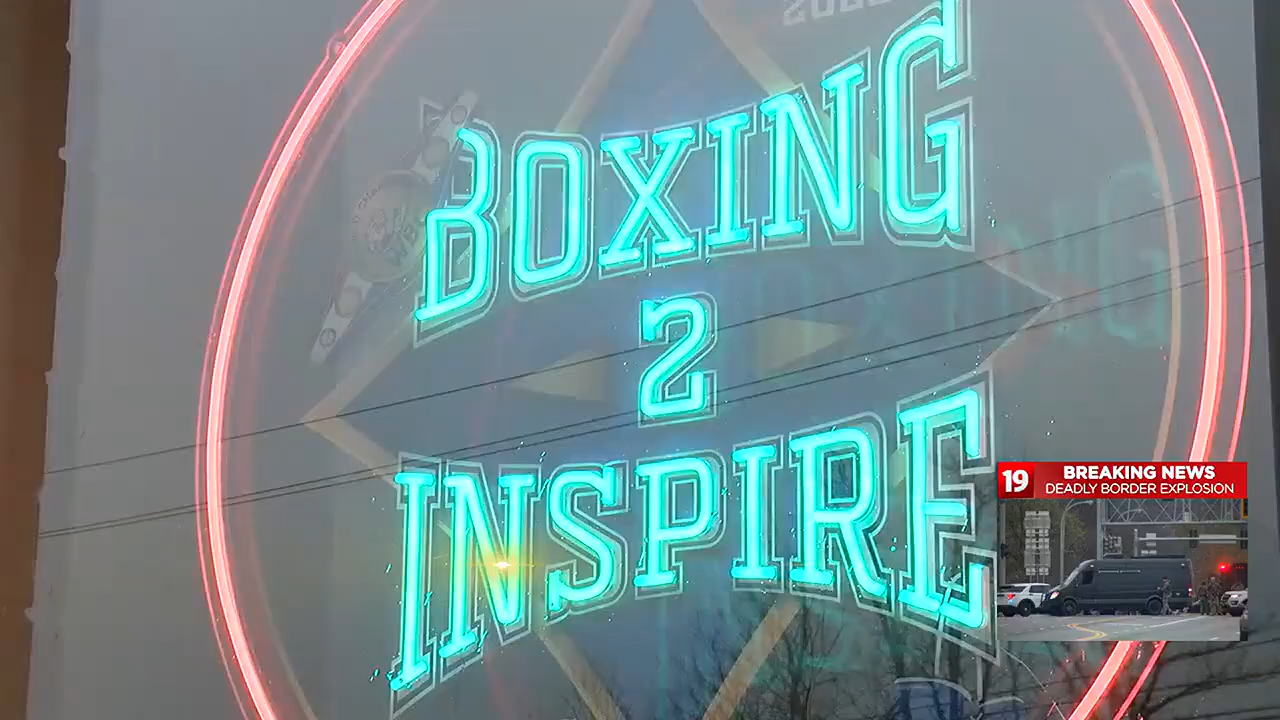 BOXING
2
INSPIRE
19
BREAKING NEWS
DEADLY BORDER EXPLOSION